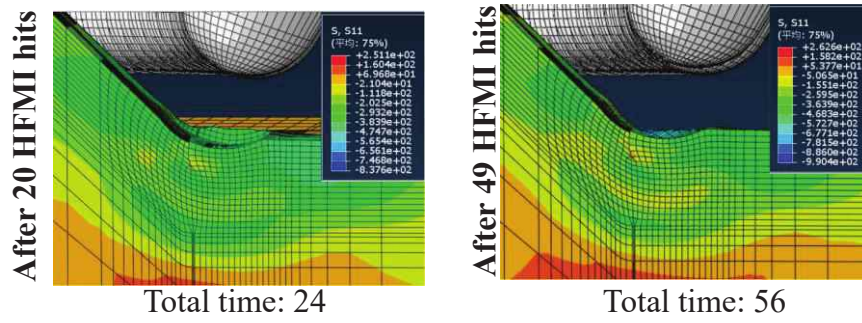 After 20 HFMI hits
S, S11
(平均: 75%)
+2.511e+02
+1.604e+02
+6.968e+01
-2.104e+01
-1.118e+02
-2.025e+02
-2.932e+02
-3.839e+02
-4.747e+02
-5.654e+02
-6.561e+02
-7.468e+02
-8.376e+02
Total time: 24
After 49 HFMI hits
S, S11
(平均: 75%)
+2.626e+02
+1.582e+02
+5.377e+01
-5.065e+01
-1.551e+02
-2.595e+02
-3.639e+02
-4.683e+02
-5.727e+02
-6.771e+02
-7.815e+02
-8.860e+02
-9.904e+02
Total time: 56